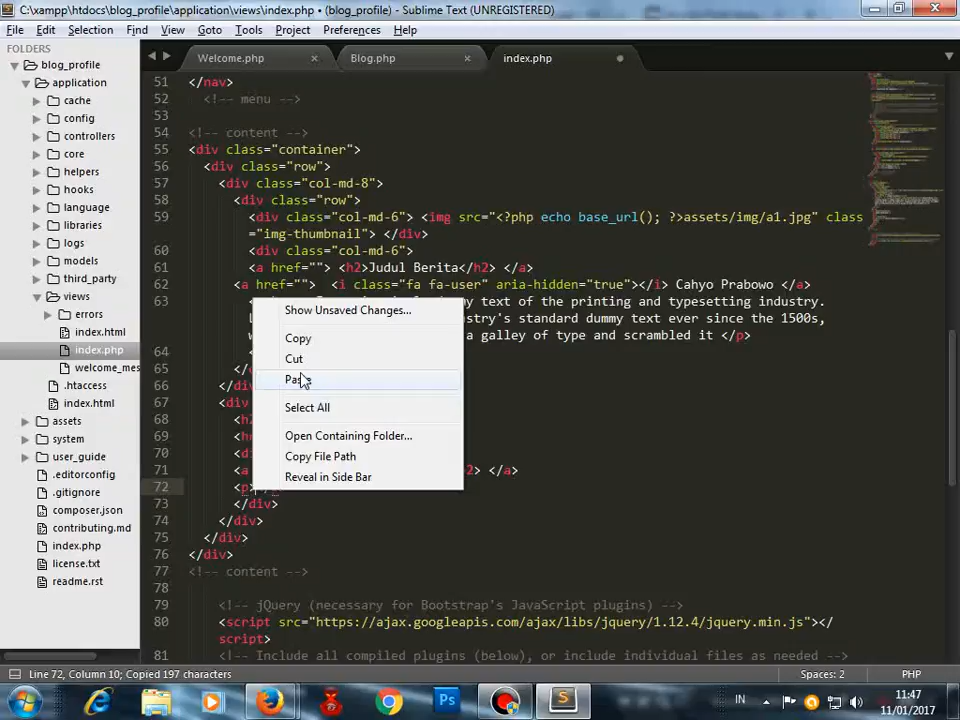 C:\xampp\htdocs\blog_profile\application\views\index.php • (blog_profile) - Sublime Text (UNREGISTERED)
File Edit Selection Find View Goto Tools Project Preferences Help
FOLDERS
blog_profile
application
cache
config
controllers
core
helpers
hooks
language
libraries
logs
models
third_party
views
errors
index.html
index.php
welcome_mes
.htaccess
index.html
assets
system
user_guide
.editorconfig
.gitignore
composer.json
contributing.md
index.php
license.txt
readme.rst
Welcome.php Blog.php index.php
51 </nav>
52 <!-- menu -->
53
54 <!-- content -->
55 <div class="container">
56 <div class="row">
57 <div class="col-md-8">
58 <div class="row">
59 <div class="col-md-6"> <img src="<?php echo base_url(); ?>assets/img/a1.jpg" class
="img-thumbnail"> </div>
60 <div class="col-md-6">
61 <a href=""> <h2>Judul Berita</h2> </a>
62 <a href=""> <i class="fa fa-user" aria-hidden="true"></i> Cahyo Prabowo </a>
63 my text of the printing and typesetting industry.
ustry's standard dummy text ever since the 1500s,
a galley of type and scrambled it </p>
64 <
65 </
66 </di
67 <div
68 <h
69 <h
70 <d
71 <a 2> </a>
72 <p>
73 </div>
74 </div>
75 </div>
76 </div>
77 <!-- content -->
78
79 <!-- jQuery (necessary for Bootstrap's JavaScript plugins) -->
80 <script src="https://ajax.googleapis.com/ajax/libs/jquery/1.12.4/jquery.min.js"></
script>
81 <!-- Include all compiled plugins (below), or include individual files as needed -->
Show Unsaved Changes...
Copy
Cut
Paste
Select All
Open Containing Folder...
Copy File Path
Reveal in Side Bar
Line 72, Column 10; Copied 197 characters Spaces: 2 PHP
IN
11:47
11/01/2017